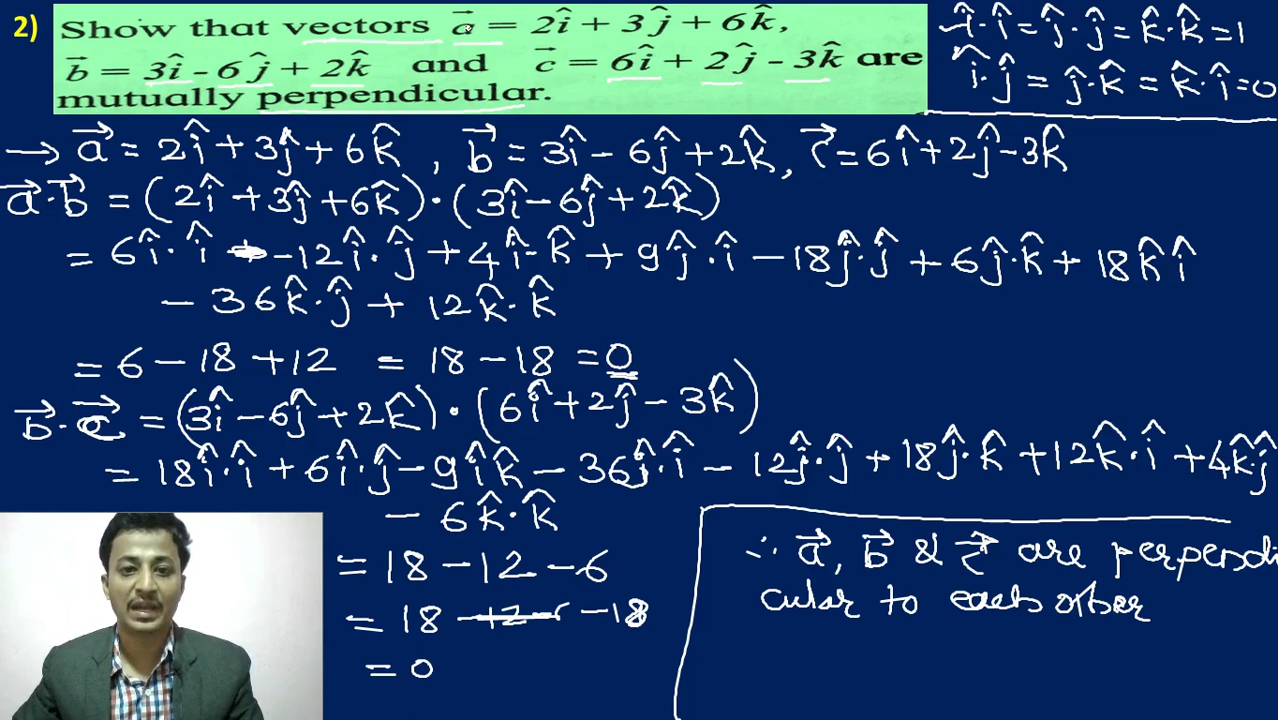 2) Show that vectors a⃗ = 2î + 3ĵ + 6k̂,
b⃗ = 3î - 6ĵ + 2k̂ and c⃗ = 6î + 2ĵ - 3k̂ are
mutually perpendicular.
î·î = ĵ·ĵ = k̂·k̂ = 1
î·ĵ = ĵ·k̂ = k̂·î = 0
→ a⃗ = 2î + 3ĵ + 6k̂ , b⃗ = 3î - 6ĵ + 2k̂, c⃗ = 6î + 2ĵ - 3k̂
a⃗·b⃗ = (2î + 3ĵ + 6k̂)·(3î - 6ĵ + 2k̂)
= 6î·î - 12î·ĵ + 4î·k̂ + 9ĵ·î - 18ĵ·ĵ + 6ĵ·k̂ + 18k̂ î
- 36k̂·ĵ + 12k̂·k̂
= 6 - 18 + 12 = 18 - 18 = 0
b⃗·c⃗ = (3î - 6ĵ + 2k̂)·(6î + 2ĵ - 3k̂)
= 18î·î + 6î·ĵ - 9îk̂ - 36ĵ·î - 12ĵ·ĵ + 18ĵ·k̂ + 12k̂·î + 4k̂ĵ
- 6k̂·k̂
= 18 - 12 - 6
= 18 - 18
= 0
∴ a⃗, b⃗ & c⃗ are perpendi
cular to each other